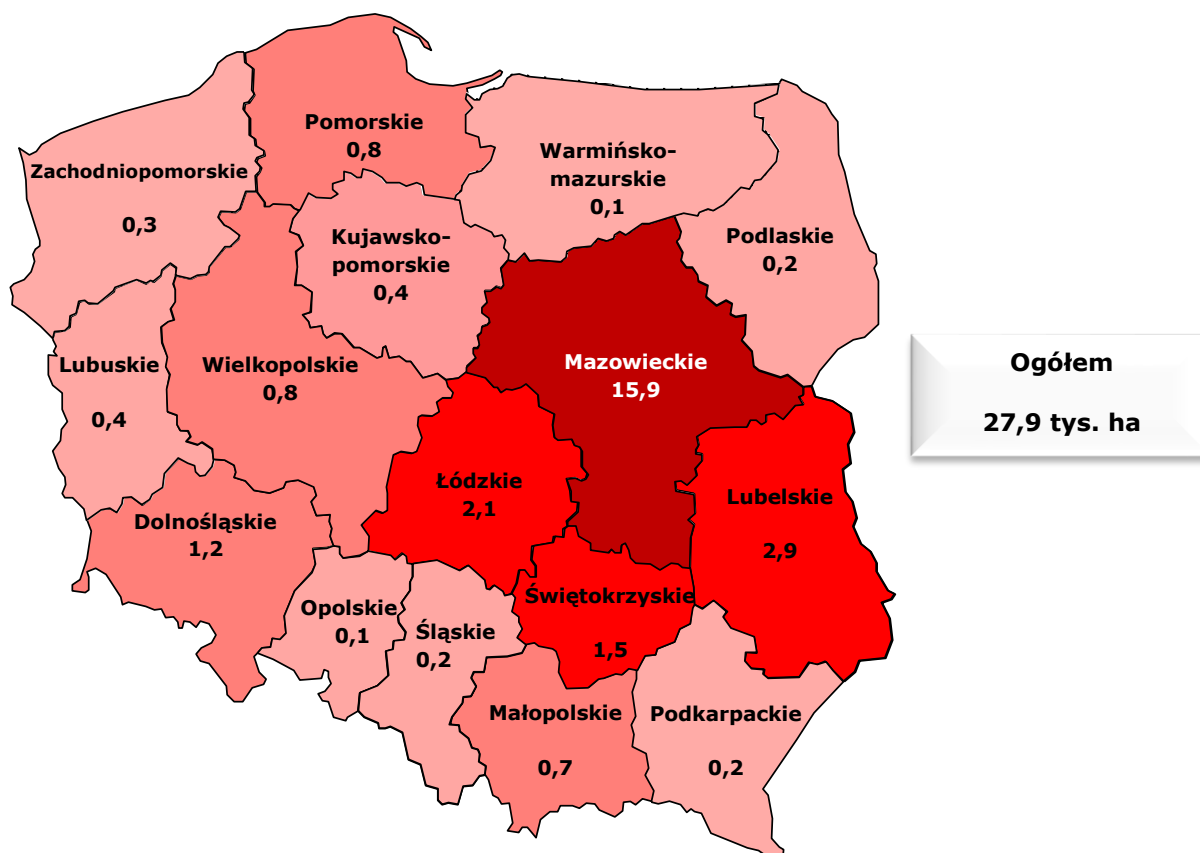 Pomorskie
0,8
Zachodniopomorskie
0,3
Warmińsko-
mazurskie
0,1
Podlaskie
0,2
Kujawsko-
pomorskie
0,4
Lubuskie
0,4
Wielkopolskie
0,8
Mazowieckie
15,9
Ogółem
27,9 tys. ha
Łódzkie
2,1
Lubelskie
2,9
Dolnośląskie
1,2
Opolskie
0,1
Śląskie
0,2
Świętokrzyskie
1,5
Małopolskie
0,7
Podkarpackie
0,2